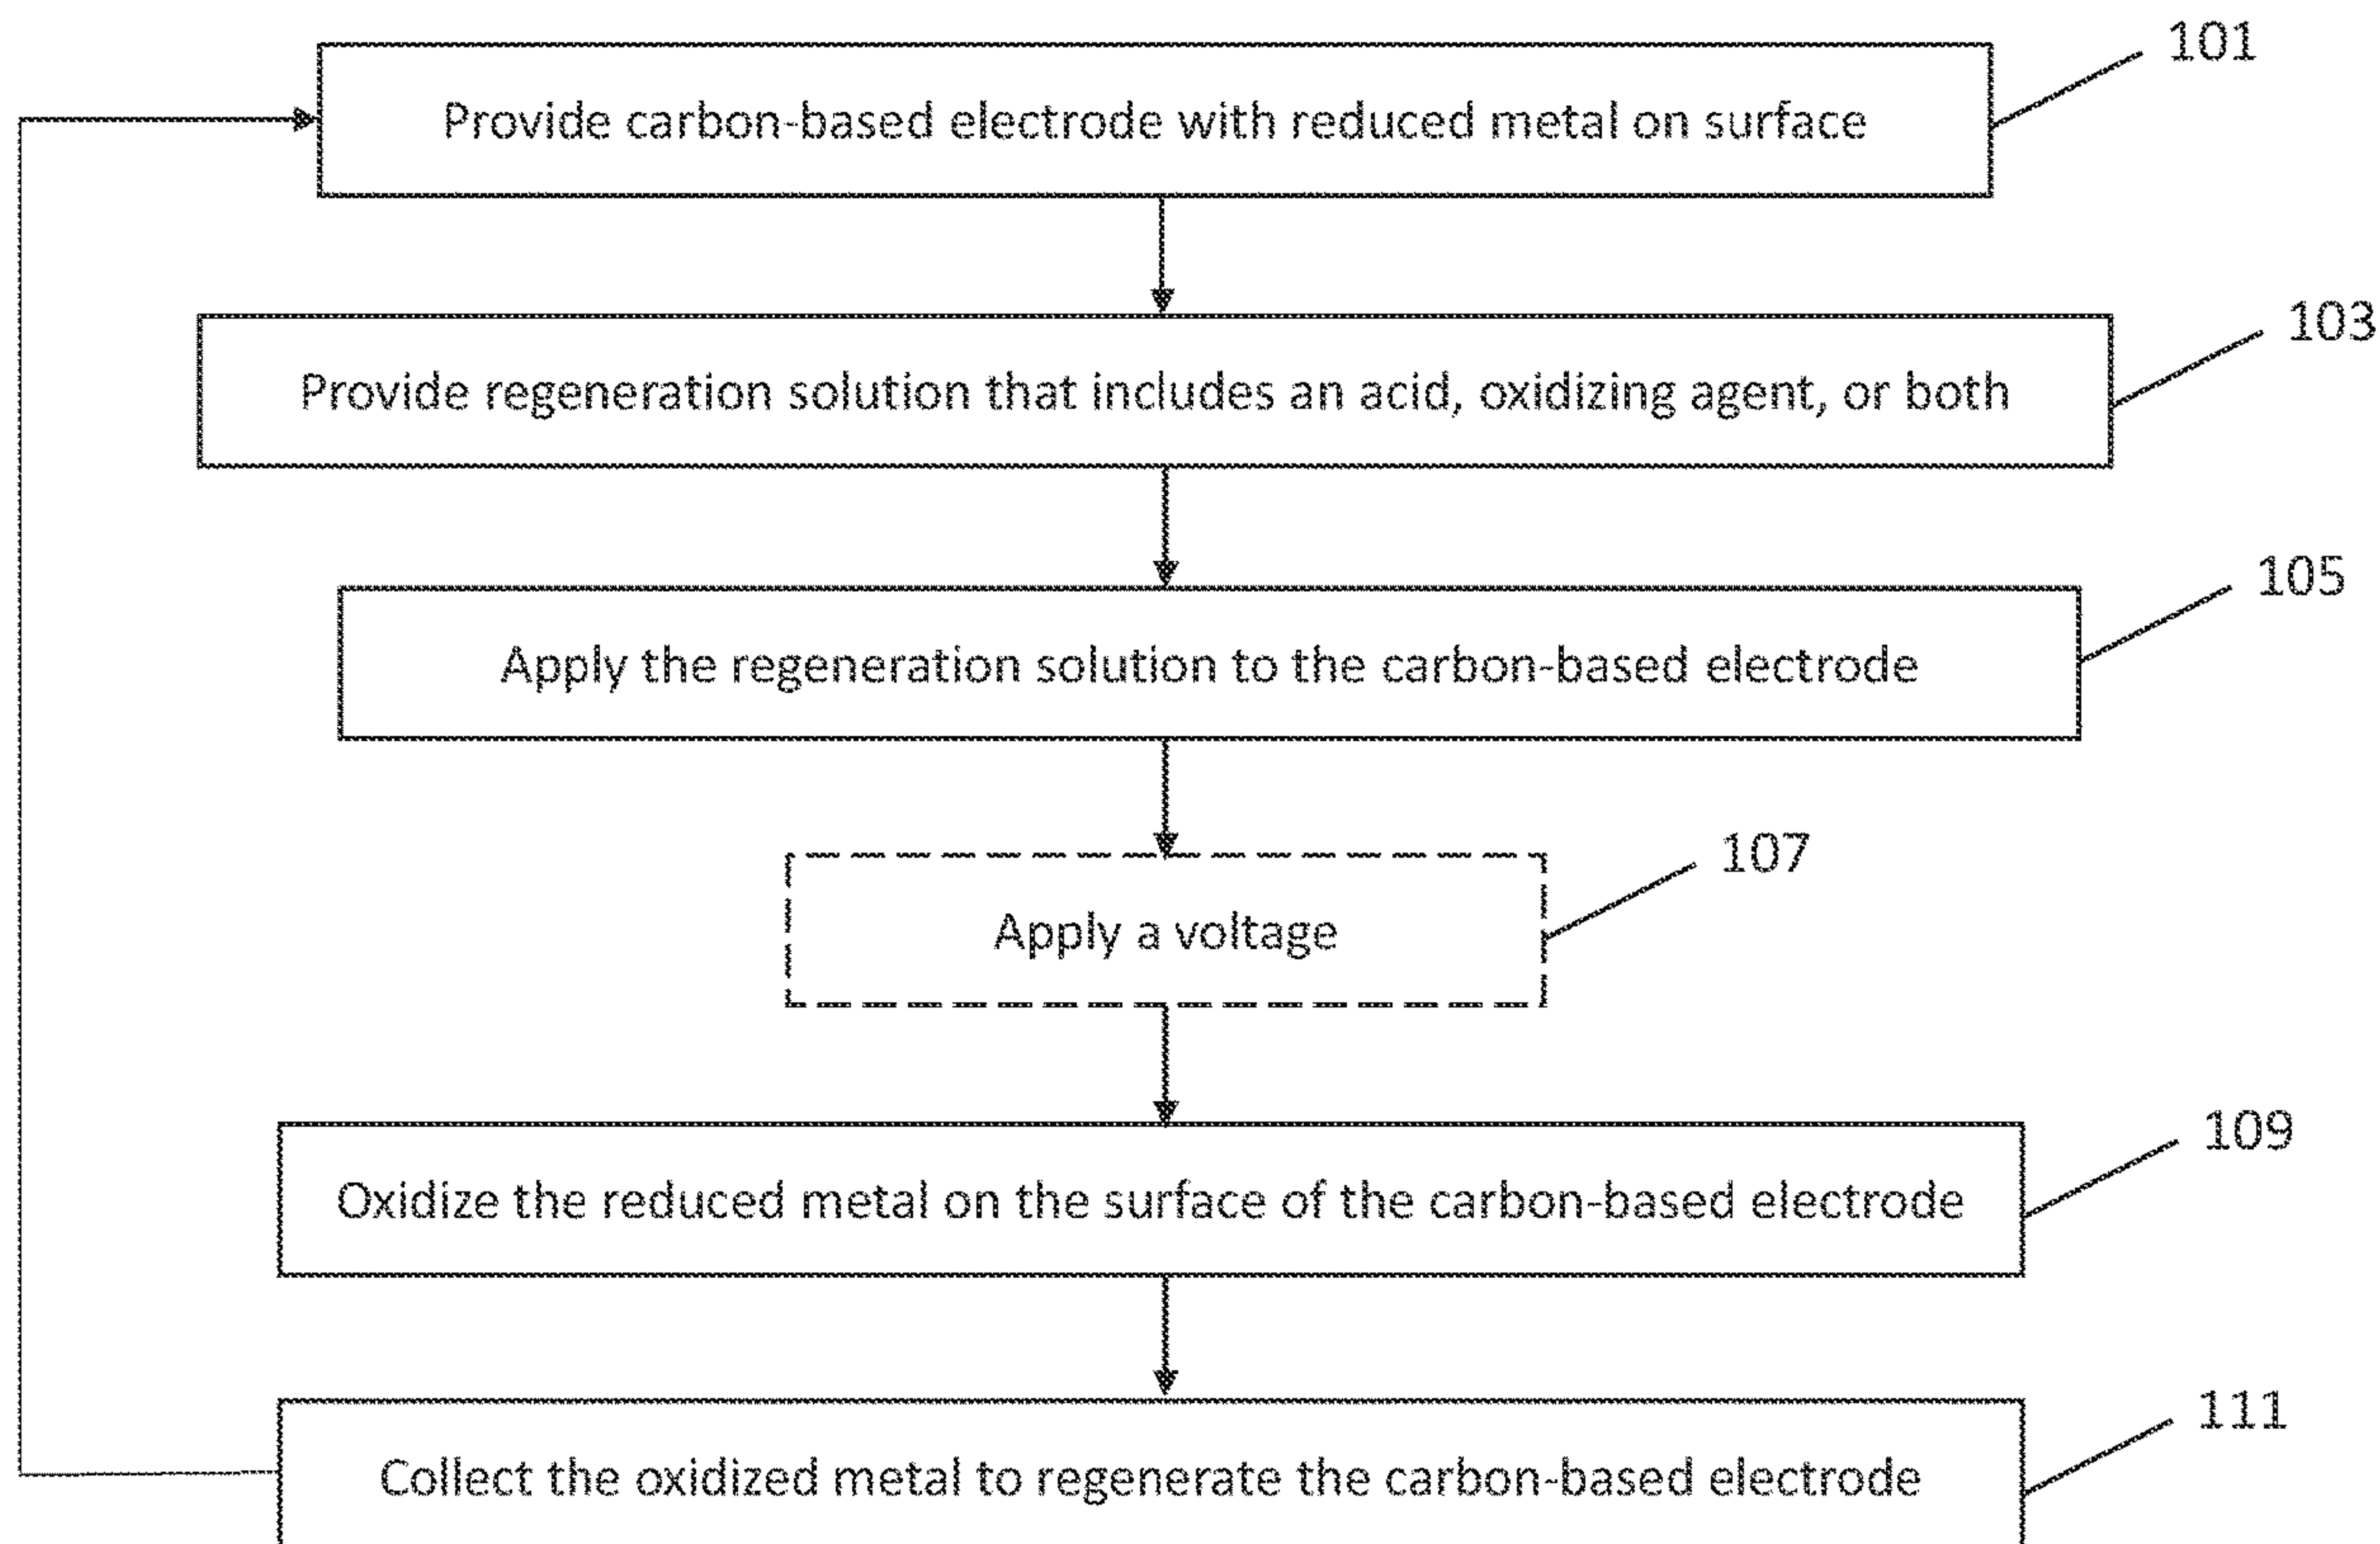 101
Provide carbon-based electrode with reduced metal on surface
103
Provide regeneration solution that includes an acid, oxidizing agent, or both
105
Apply the regeneration solution to the carbon-based electrode
107
Apply a voltage
109
Oxidize the reduced metal on the surface of the carbon-based electrode
111
Collect the oxidized metal to regenerate the carbon-based electrode